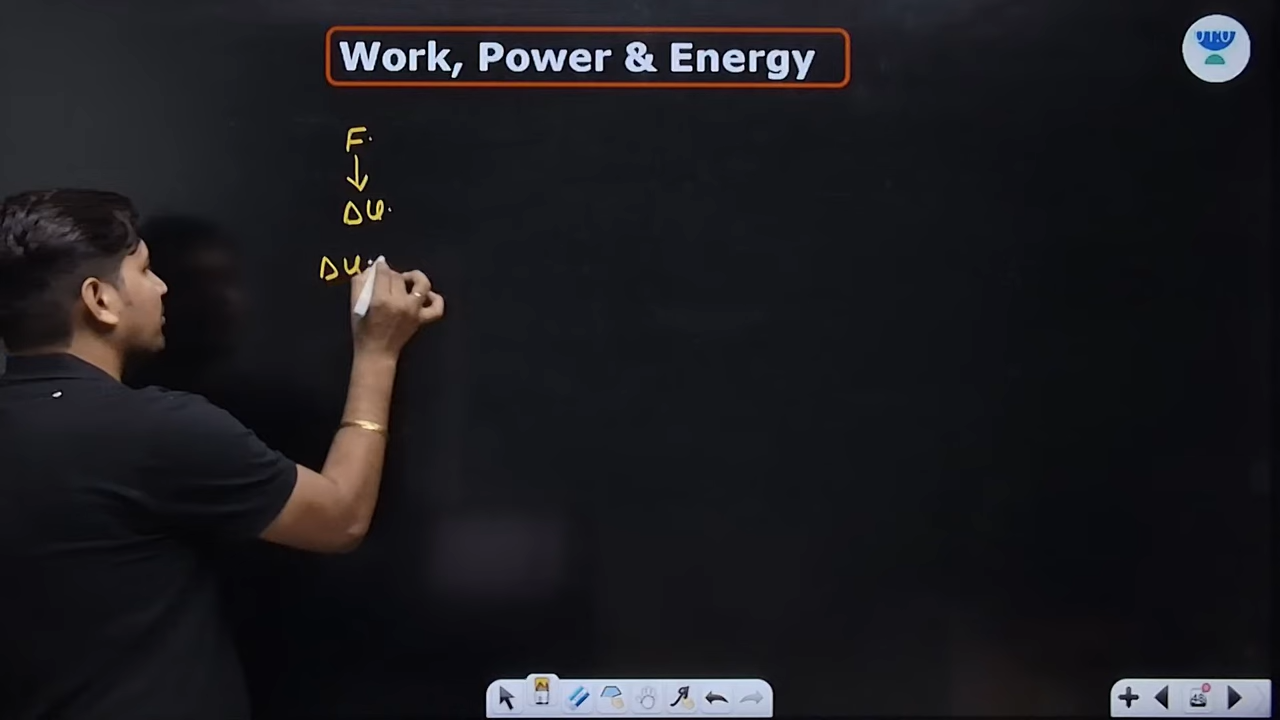 Work, Power & Energy
F.
↓
ΔU.
ΔU